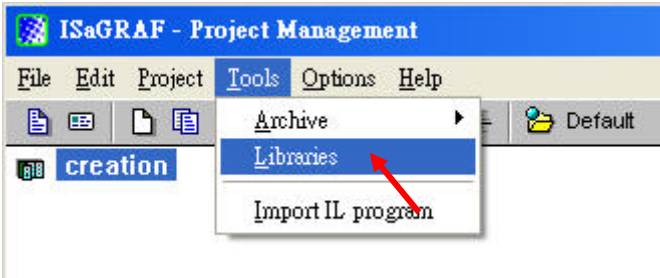 ISaGRAF - Project Management
File Edit Project Tools Options Help
Default
Archive
creation
Libraries
Import IL program